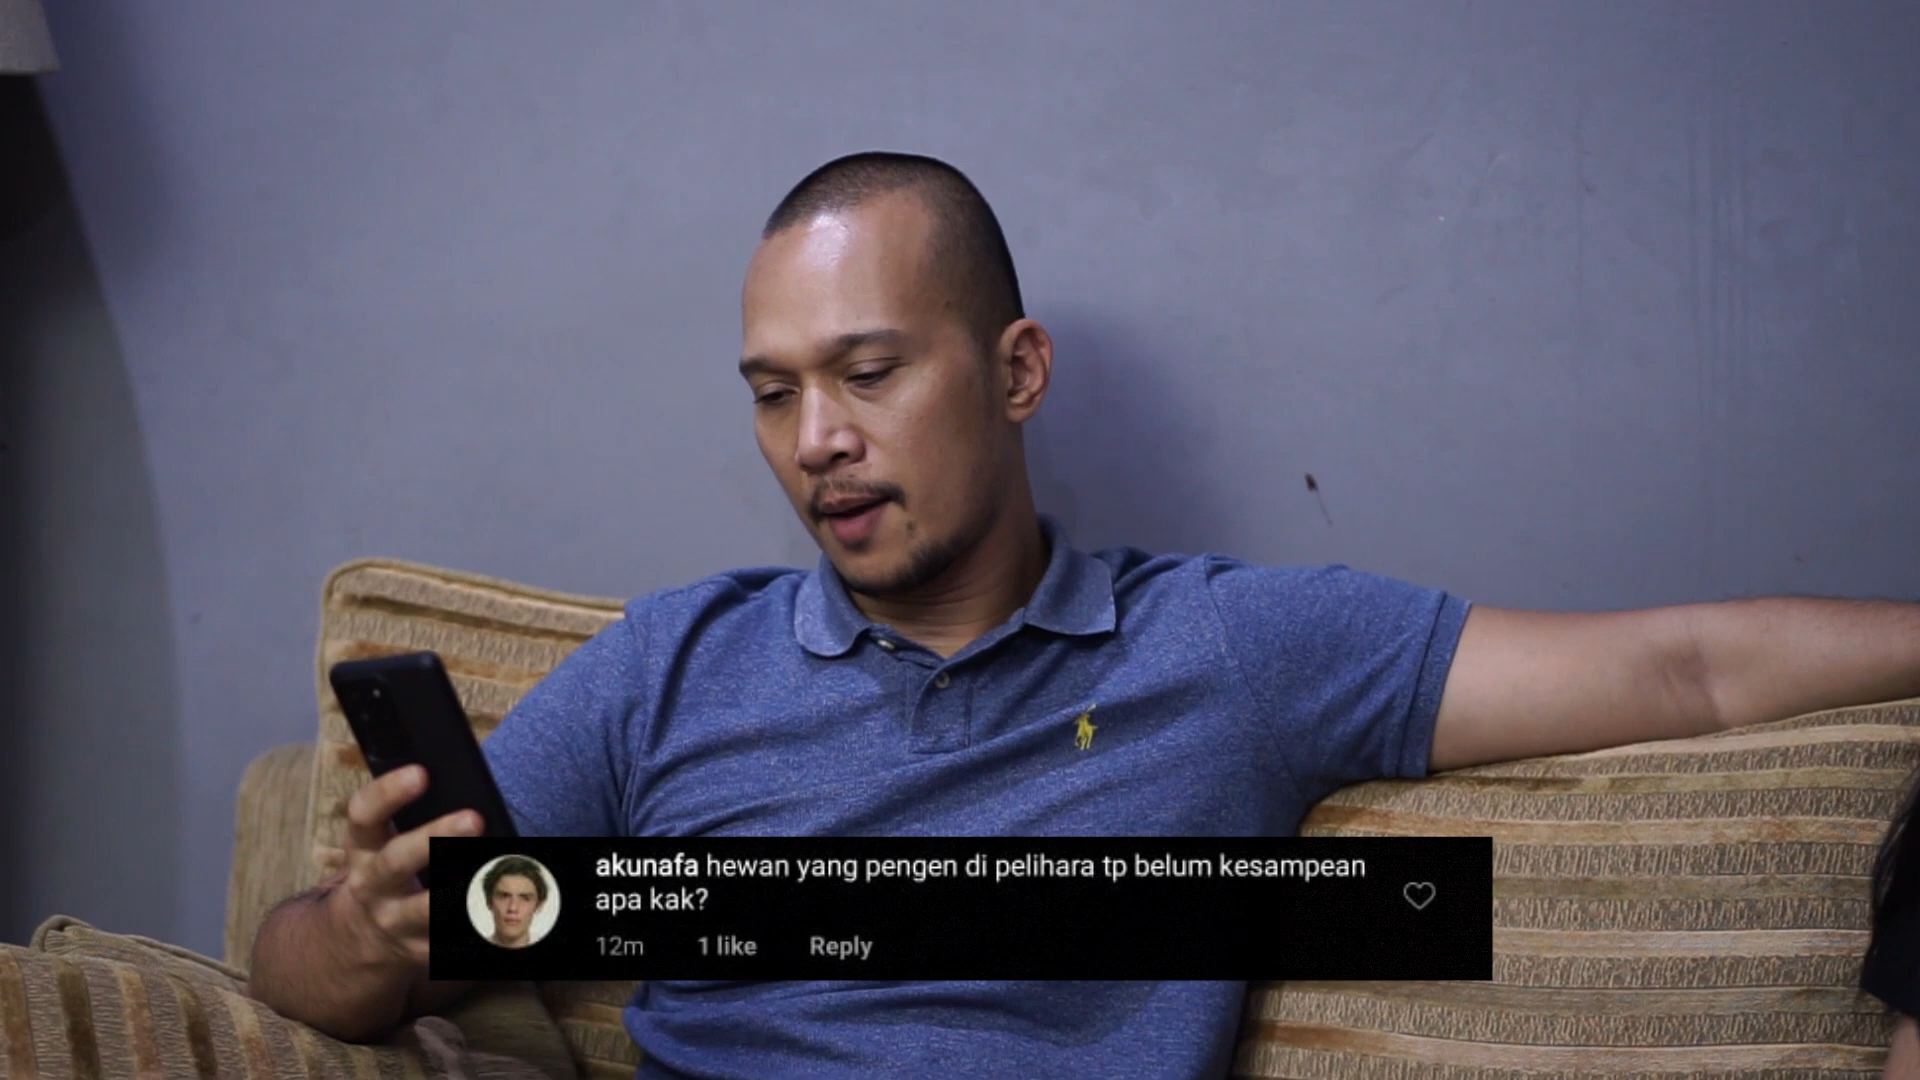 akunafa hewan yang pengen di pelihara tp belum kesampean
apa kak?
12m 1 like Reply